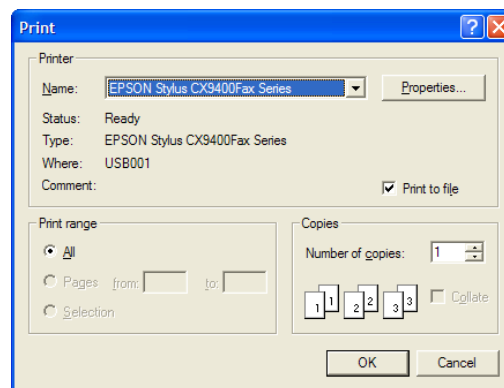 Print
Printer
Name: EPSON Stylus CX9400Fax Series Properties...
Status: Ready
Type: EPSON Stylus CX9400Fax Series
Where: USB001
Comment: Print to file
Print range
All
Pages from: to:
Selection
Copies
Number of copies: 1
1 1 2 2 3 3 Collate
OK Cancel